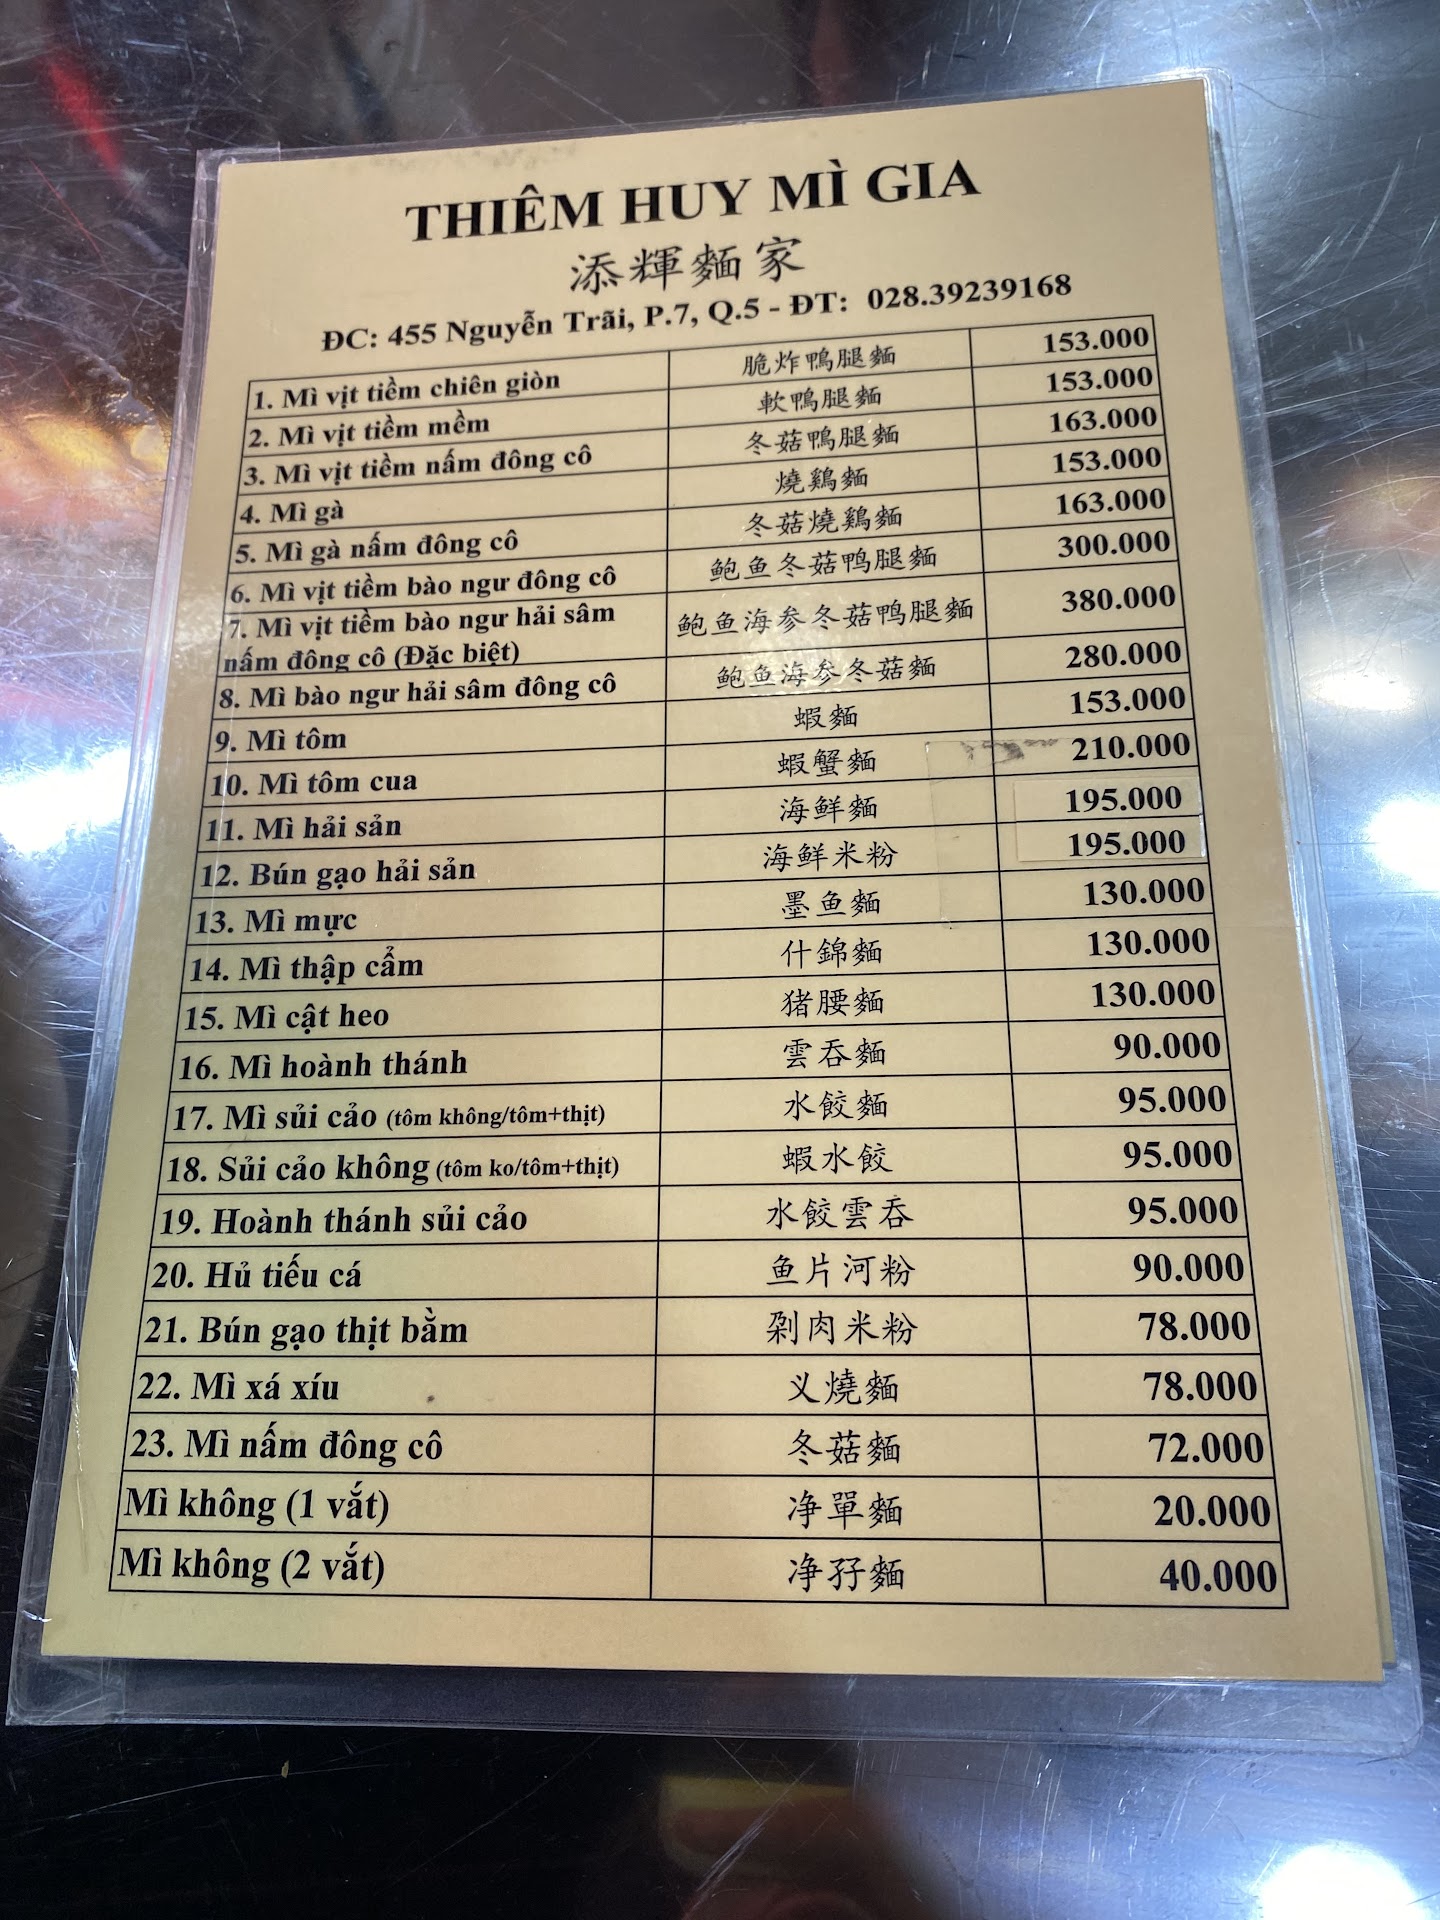 THIÊM HUY MÌ GIA
添輝麵家
ĐC: 455 Nguyễn Trãi, P.7, Q.5 - ĐT: 028.39239168
1. Mì vịt tiềm chiên giòn 脆炸鴨腿麵 153.000
2. Mì vịt tiềm mềm 軟鴨腿麵 153.000
3. Mì vịt tiềm nấm đông cô 冬菇鴨腿麵 163.000
4. Mì gà 燒鷄麵 153.000
5. Mì gà nấm đông cô 冬菇燒鷄麵 163.000
6. Mì vịt tiềm bào ngư đông cô 鲍鱼冬菇鸭腿麵 300.000
7. Mì vịt tiềm bào ngư hải sâm
nấm đông cô (Đặc biệt) 鲍鱼海参冬菇鸭腿麵 380.000
8. Mì bào ngư hải sâm đông cô 鲍鱼海参冬菇麵 280.000
9. Mì tôm 蝦麵 153.000
10. Mì tôm cua 蝦蟹麵 210.000
11. Mì hải sản 海鲜麵 195.000
12. Bún gạo hải sản 海鲜米粉 195.000
13. Mì mực 墨鱼麵 130.000
14. Mì thập cẩm 什錦麵 130.000
15. Mì cật heo 猪腰麵 130.000
16. Mì hoành thánh 雲吞麵 90.000
17. Mì sủi cảo (tôm không/tôm+thịt) 水餃麵 95.000
18. Sủi cảo không (tôm ko/tôm+thịt) 蝦水餃 95.000
19. Hoành thánh sủi cảo 水餃雲吞 95.000
20. Hủ tiếu cá 鱼片河粉 90.000
21. Bún gạo thịt bằm 剁肉米粉 78.000
22. Mì xá xíu 义燒麵 78.000
23. Mì nấm đông cô 冬菇麵 72.000
Mì không (1 vắt) 净單麵 20.000
Mì không (2 vắt) 净孖麵 40.000